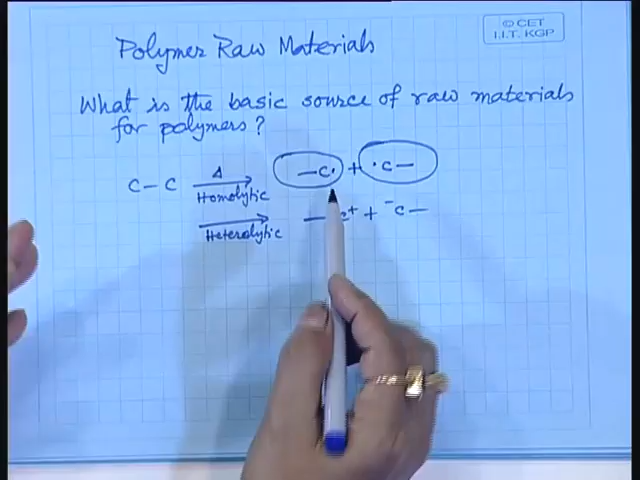 © CET
I.I.T. KGP
Polymer Raw Materials
What is the basic source of raw materials
for polymers?
C — C Δ → Homolytic —C· + ·C—
→ Heterolytic — c⁺ + ⁻C —